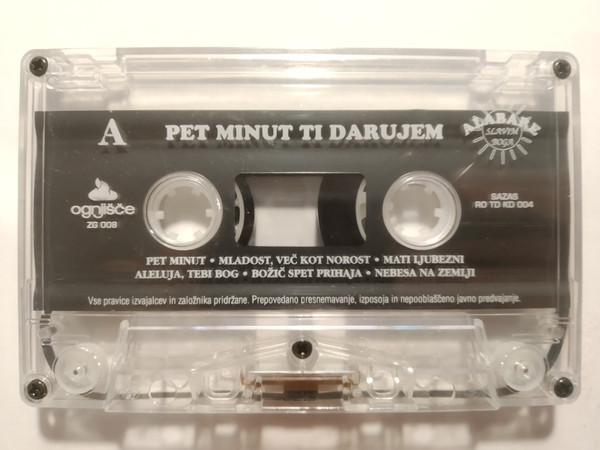 A
PET MINUT TI DARUJEM
ALABARE
SLAVIM
BOGA
ognjišče
ZG 008
SAZAS
RO TD KD 004
PET MINUT • MLADOST, VEČ KOT NOROST • MATI LJUBEZNI
ALELUJA, TEBI BOG • BOŽIČ SPET PRIHAJA • NEBESA NA ZEMLJI
Vse pravice izvajalcev in založnika pridržane. Prepovedano presnemavanje, izposoja in nepooblaščeno javno predvajanje.